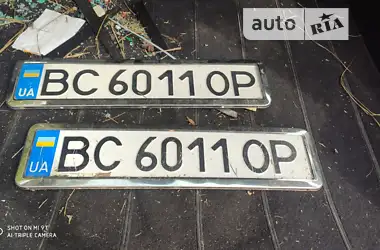 auto RIA
UA BC 6011 OP
UA BC 6011 OP
SHOT ON MI 9T
AI TRIPLE CAMERA